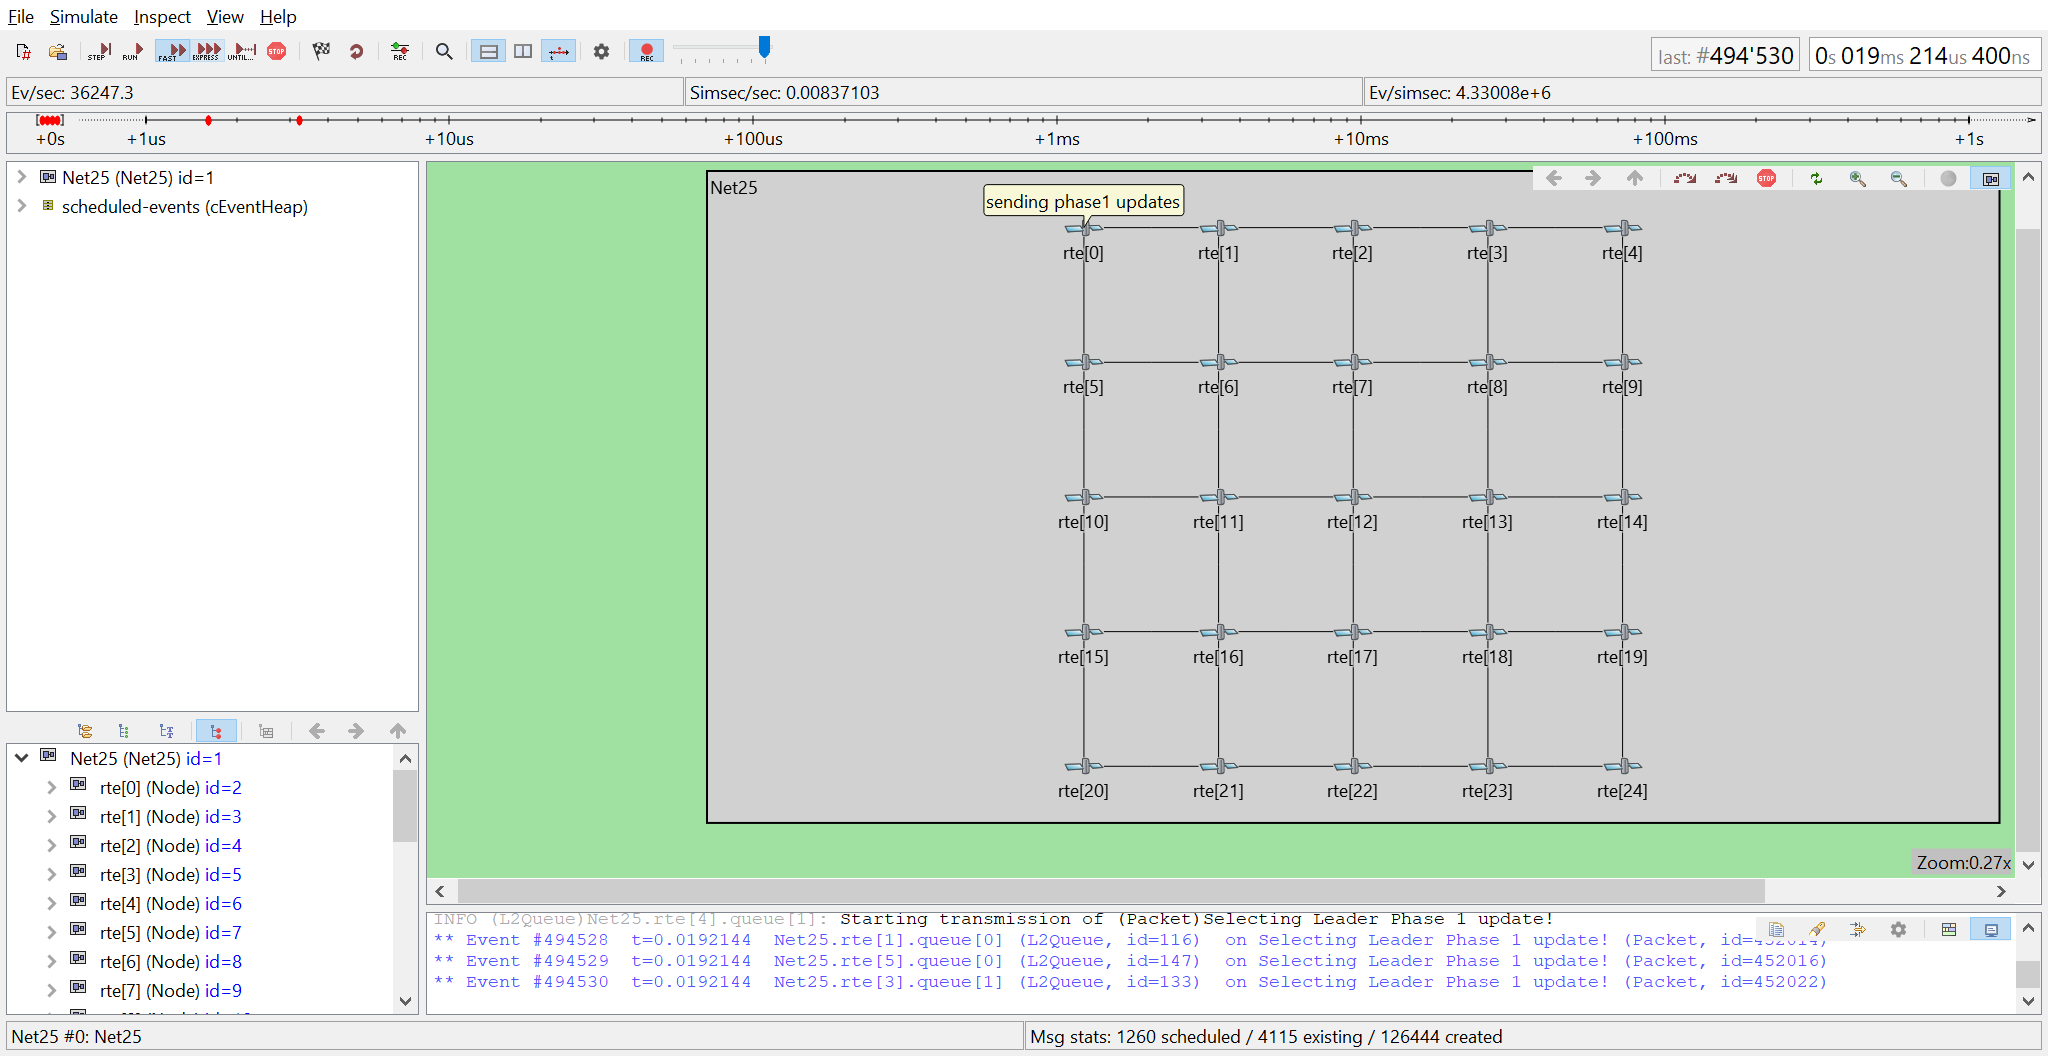 File Simulate Inspect View Help
STEP RUN FAST EXPRESS UNTIL... STOP REC REC
last: #494'530 0s 019ms 214us 400ns
Ev/sec: 36247.3 Simsec/sec: 0.00837103 Ev/simsec: 4.33008e+6
+0s +1us +10us +100us +1ms +10ms +100ms +1s
Net25 (Net25) id=1
scheduled-events (cEventHeap)
Net25
STOP
sending phase1 updates
rte[0] rte[1] rte[2] rte[3] rte[4]
rte[5] rte[6] rte[7] rte[8] rte[9]
rte[10] rte[11] rte[12] rte[13] rte[14]
rte[15] rte[16] rte[17] rte[18] rte[19]
rte[20] rte[21] rte[22] rte[23] rte[24]
Zoom:0.27x
Net25 (Net25) id=1
rte[0] (Node) id=2
rte[1] (Node) id=3
rte[2] (Node) id=4
rte[3] (Node) id=5
rte[4] (Node) id=6
rte[5] (Node) id=7
rte[6] (Node) id=8
rte[7] (Node) id=9
INFO (L2Queue)Net25.rte[4].queue[1]: Starting transmission of (Packet)Selecting Leader Phase 1 update!
** Event #494528 t=0.0192144 Net25.rte[1].queue[0] (L2Queue, id=116) on Selecting Leader Phase 1 update! (Packet,
** Event #494529 t=0.0192144 Net25.rte[5].queue[0] (L2Queue, id=147) on Selecting Leader Phase 1 update! (Packet, id=452016)
** Event #494530 t=0.0192144 Net25.rte[3].queue[1] (L2Queue, id=133) on Selecting Leader Phase 1 update! (Packet, id=452022)
Net25 #0: Net25 Msg stats: 1260 scheduled / 4115 existing / 126444 created